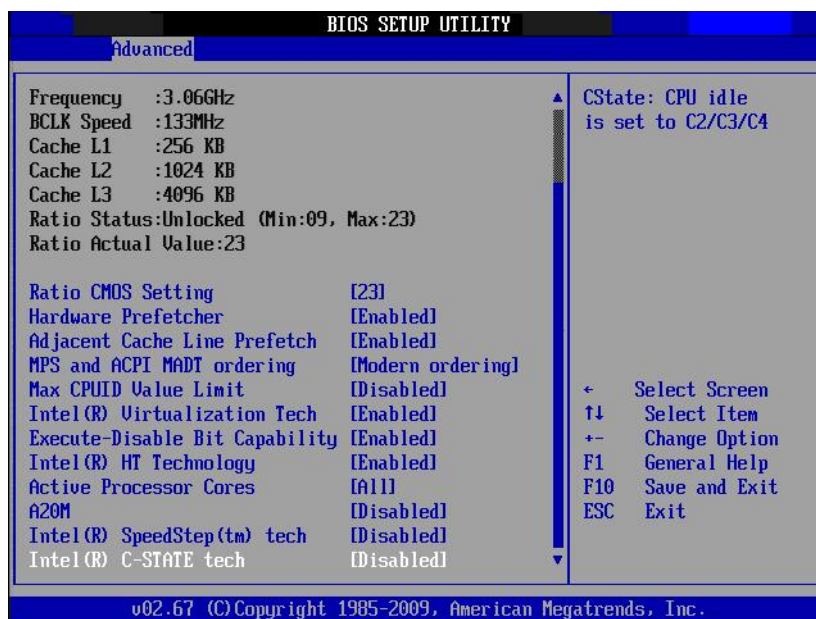 BIOS SETUP UTILITY
Advanced
Frequency :3.06GHz
BCLK Speed :133MHz
Cache L1 :256 KB
Cache L2 :1024 KB
Cache L3 :4096 KB
Ratio Status:Unlocked (Min:09, Max:23)
Ratio Actual Value:23
Ratio CMOS Setting [23]
Hardware Prefetcher [Enabled]
Adjacent Cache Line Prefetch [Enabled]
MPS and ACPI MADT ordering [Modern ordering]
Max CPUID Value Limit [Disabled]
Intel(R) Virtualization Tech [Enabled]
Execute-Disable Bit Capability [Enabled]
Intel(R) HT Technology [Enabled]
Active Processor Cores [All]
A20M [Disabled]
Intel(R) SpeedStep(tm) tech [Disabled]
Intel(R) C-STATE tech [Disabled]
CState: CPU idle
is set to C2/C3/C4
← Select Screen
↑↓ Select Item
+- Change Option
F1 General Help
F10 Save and Exit
ESC Exit
v02.67 (C)Copyright 1985-2009, American Megatrends, Inc.